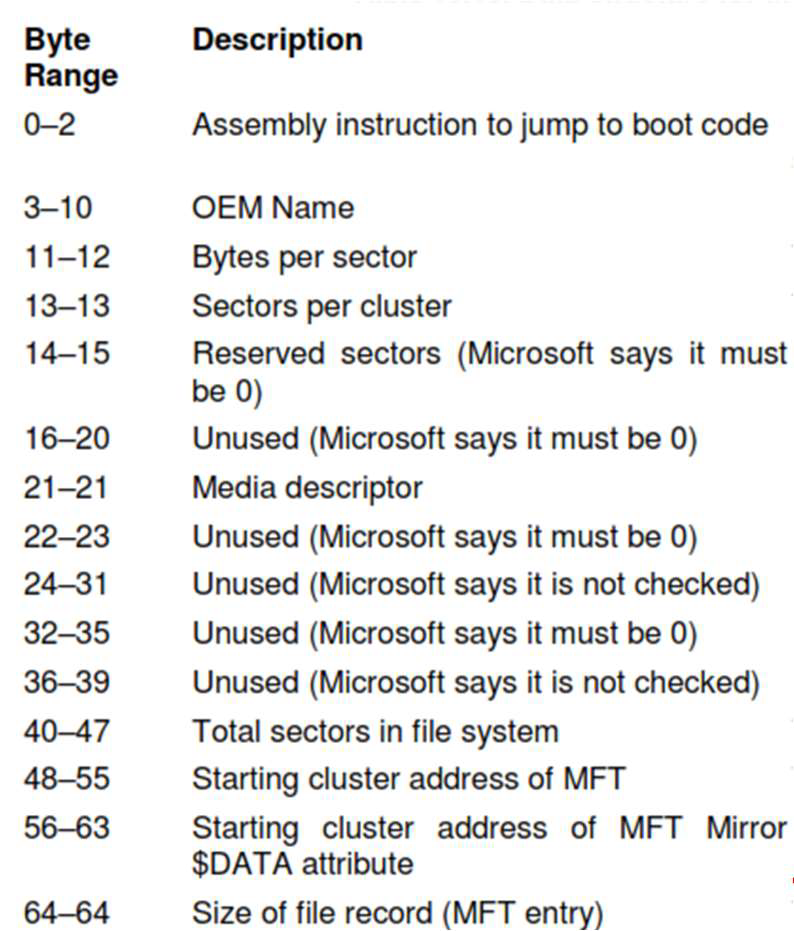 Byte Range Description
0–2 Assembly instruction to jump to boot code
3–10 OEM Name
11–12 Bytes per sector
13–13 Sectors per cluster
14–15 Reserved sectors (Microsoft says it must
be 0)
16–20 Unused (Microsoft says it must be 0)
21–21 Media descriptor
22–23 Unused (Microsoft says it must be 0)
24–31 Unused (Microsoft says it is not checked)
32–35 Unused (Microsoft says it must be 0)
36–39 Unused (Microsoft says it is not checked)
40–47 Total sectors in file system
48–55 Starting cluster address of MFT
56–63 Starting cluster address of MFT Mirror
$DATA attribute
64–64 Size of file record (MFT entry)